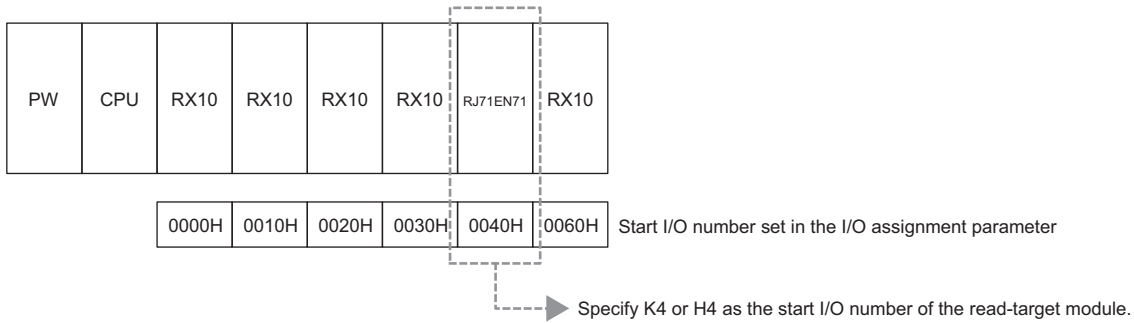 PW CPU RX10 RX10 RX10 RX10 RJ71EN71 RX10
0000H 0010H 0020H 0030H 0040H 0060H Start I/O number set in the I/O assignment parameter
Specify K4 or H4 as the start I/O number of the read-target module.